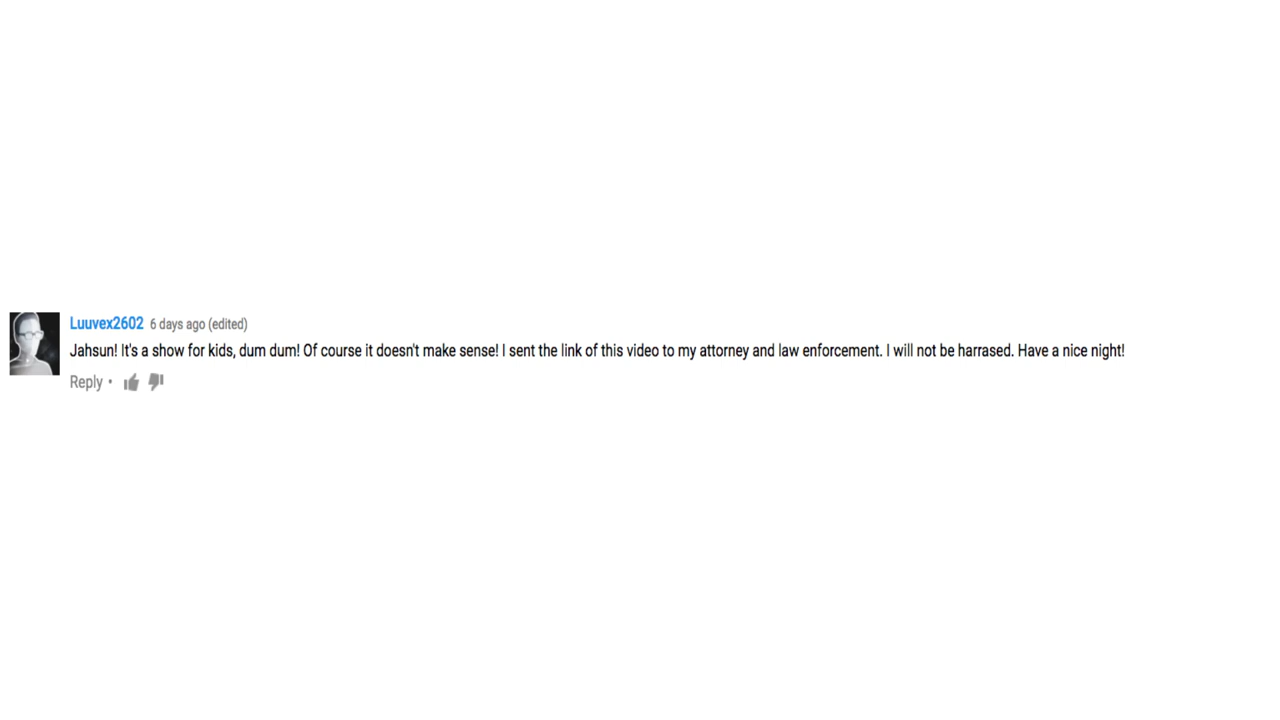 Luuvex2602 6 days ago (edited)
Jahsun! It's a show for kids, dum dum! Of course it doesn't make sense! I sent the link of this video to my attorney and law enforcement. I will not be harrased. Have a nice night!
Reply •